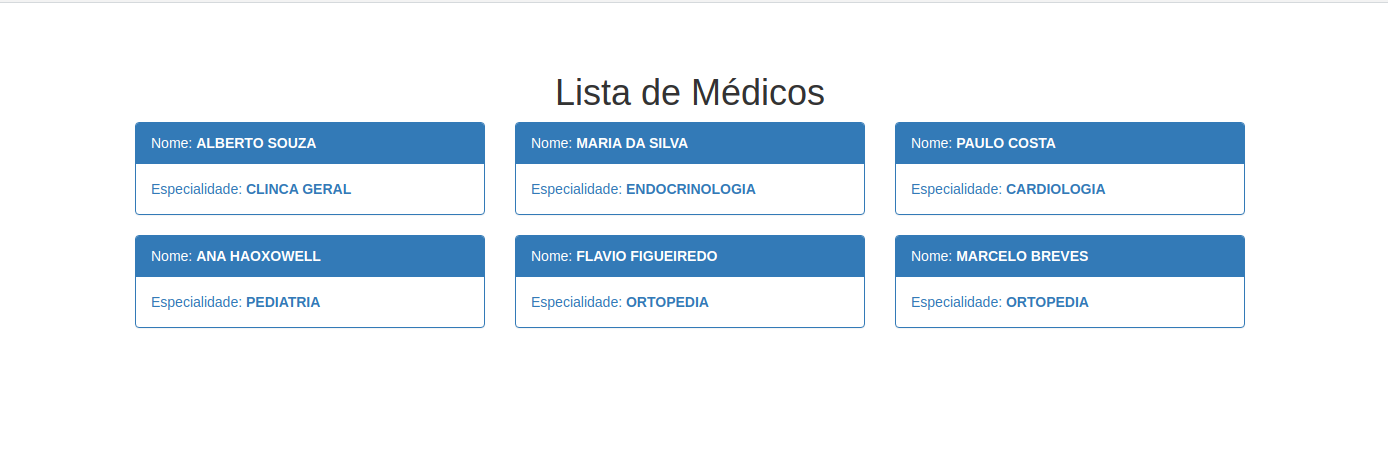 Lista de Médicos
Nome: ALBERTO SOUZA
Especialidade: CLINCA GERAL
Nome: MARIA DA SILVA
Especialidade: ENDOCRINOLOGIA
Nome: PAULO COSTA
Especialidade: CARDIOLOGIA
Nome: ANA HAOXOWELL
Especialidade: PEDIATRIA
Nome: FLAVIO FIGUEIREDO
Especialidade: ORTOPEDIA
Nome: MARCELO BREVES
Especialidade: ORTOPEDIA